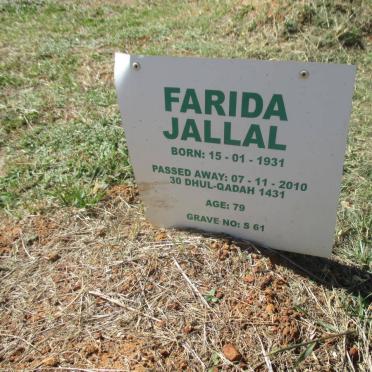 FARIDA
JALLAL
BORN: 15 - 01 - 1931
PASSED AWAY: 07 - 11 - 2010
30 DHUL-QADAH 1431
AGE: 79
GRAVE NO: S 61